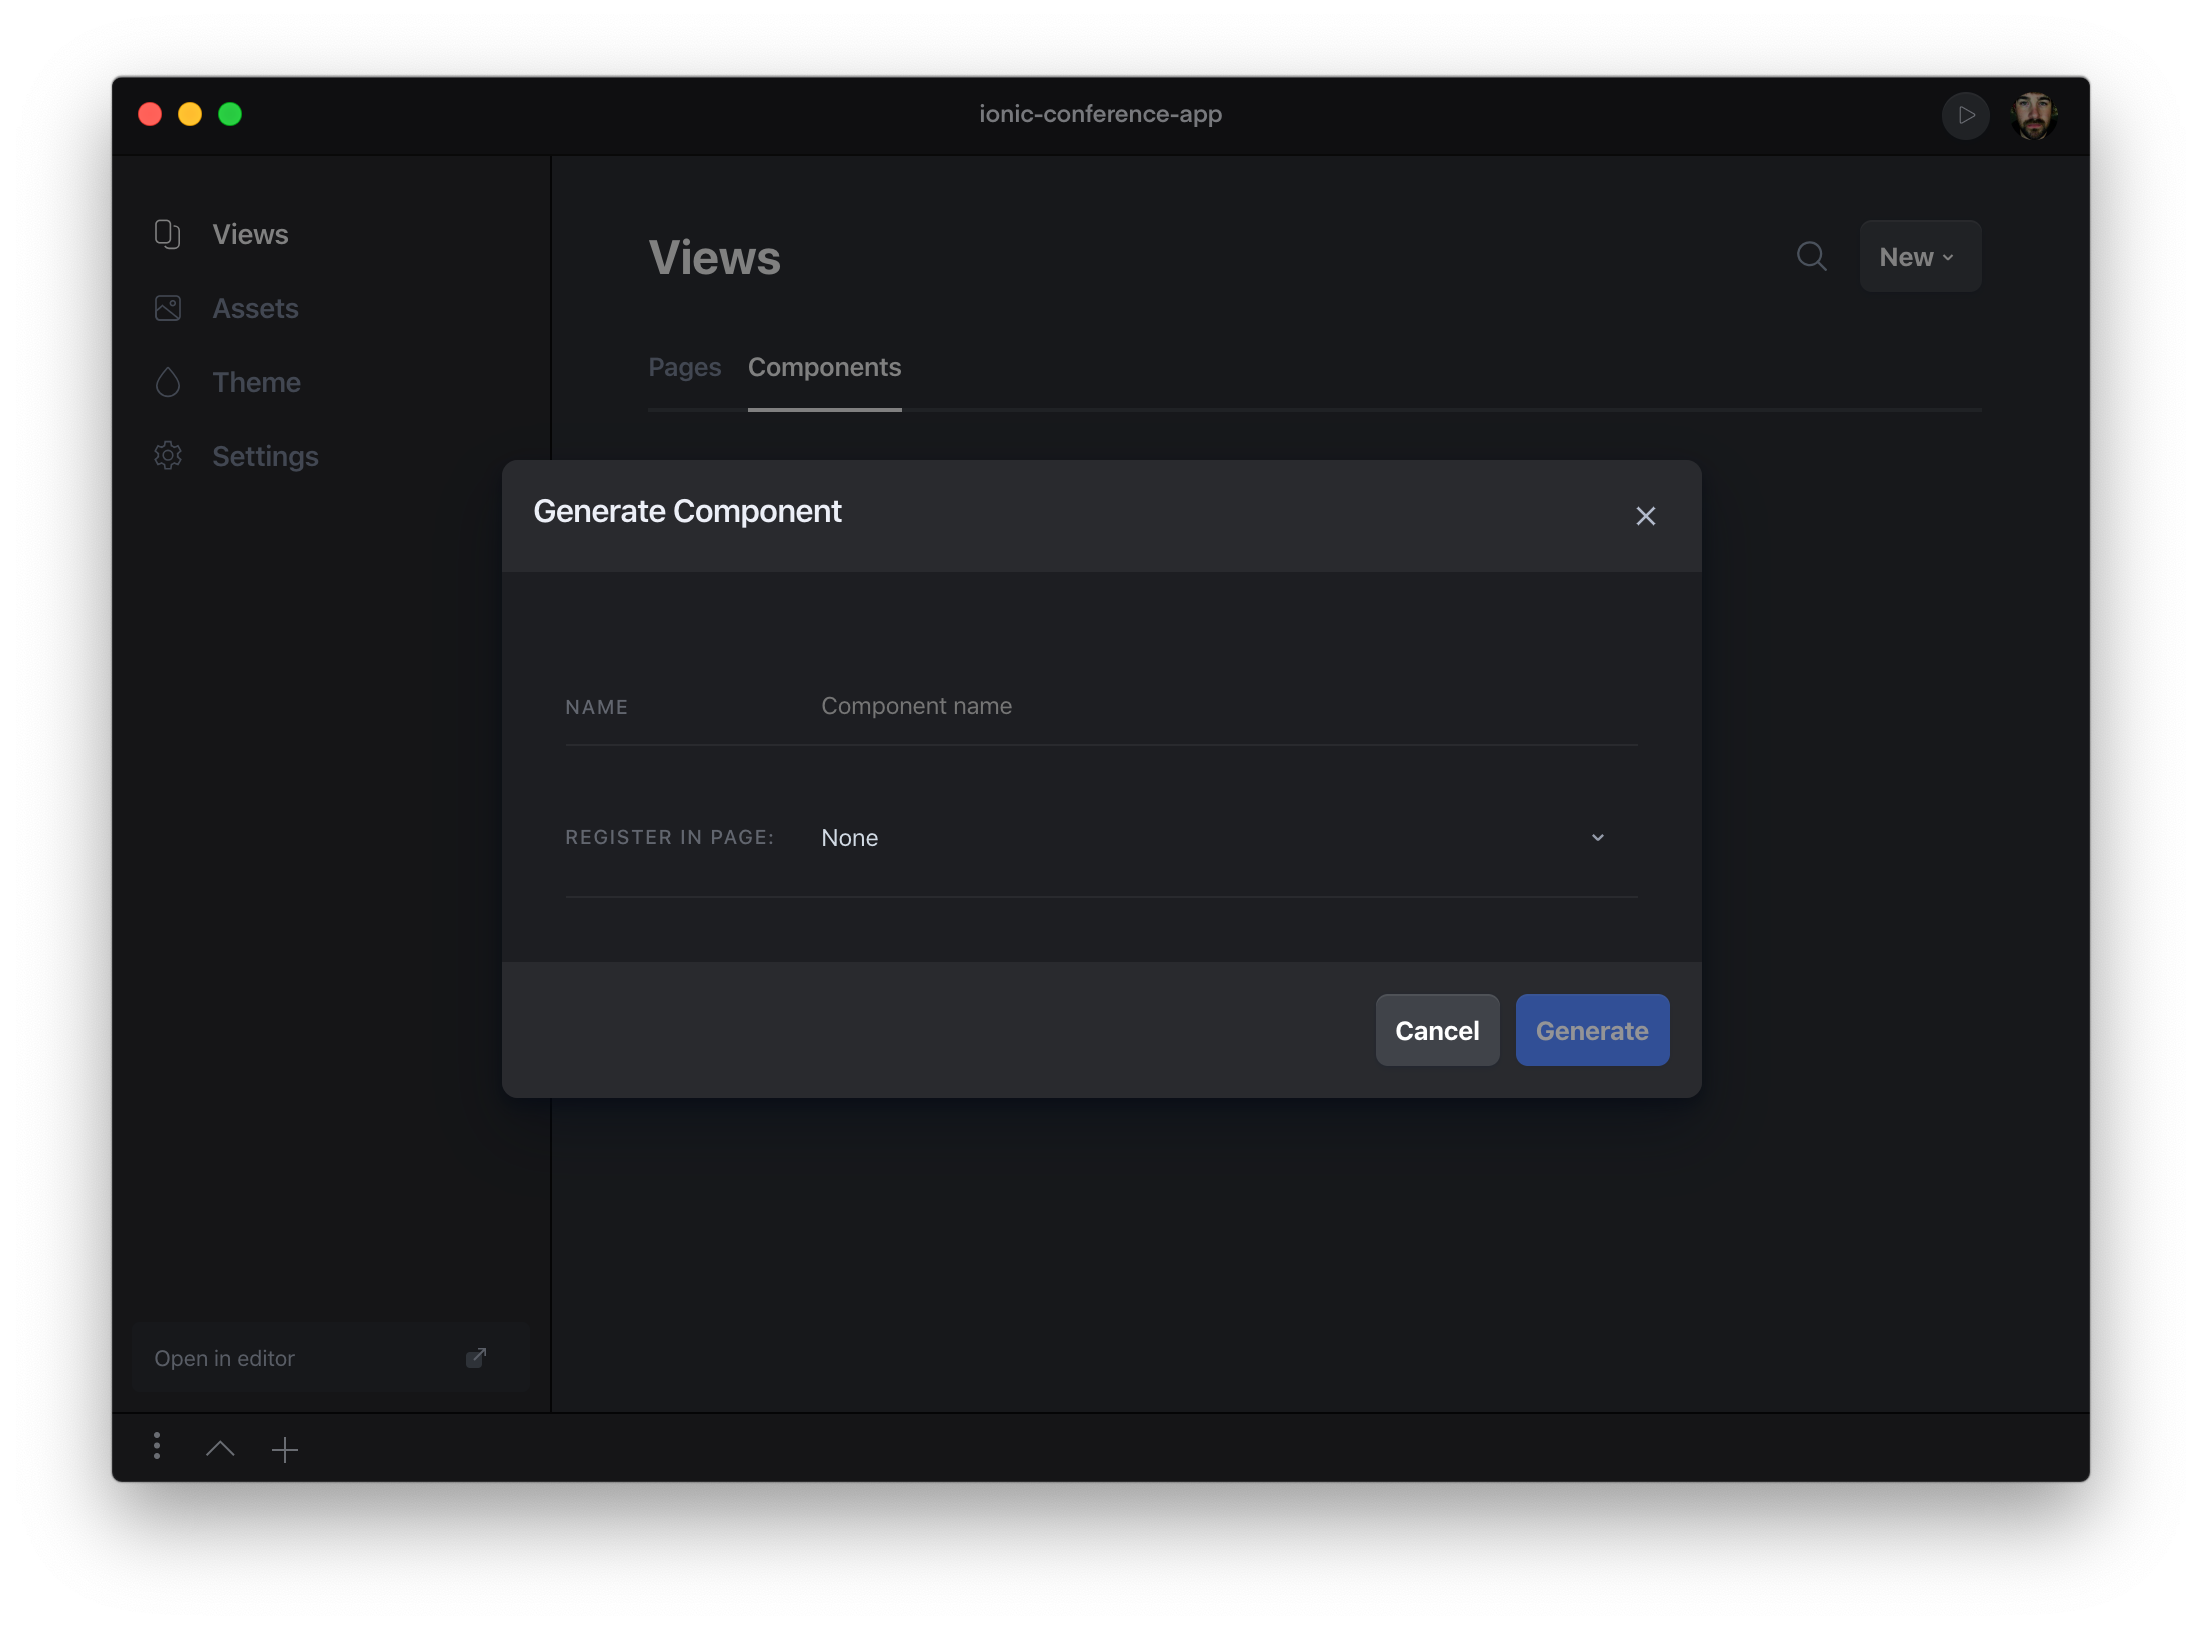 ionic-conference-app
Views
Assets
Theme
Settings
Views
New
Pages Components
Generate Component
NAME Component name
REGISTER IN PAGE: None
Cancel Generate
Open in editor